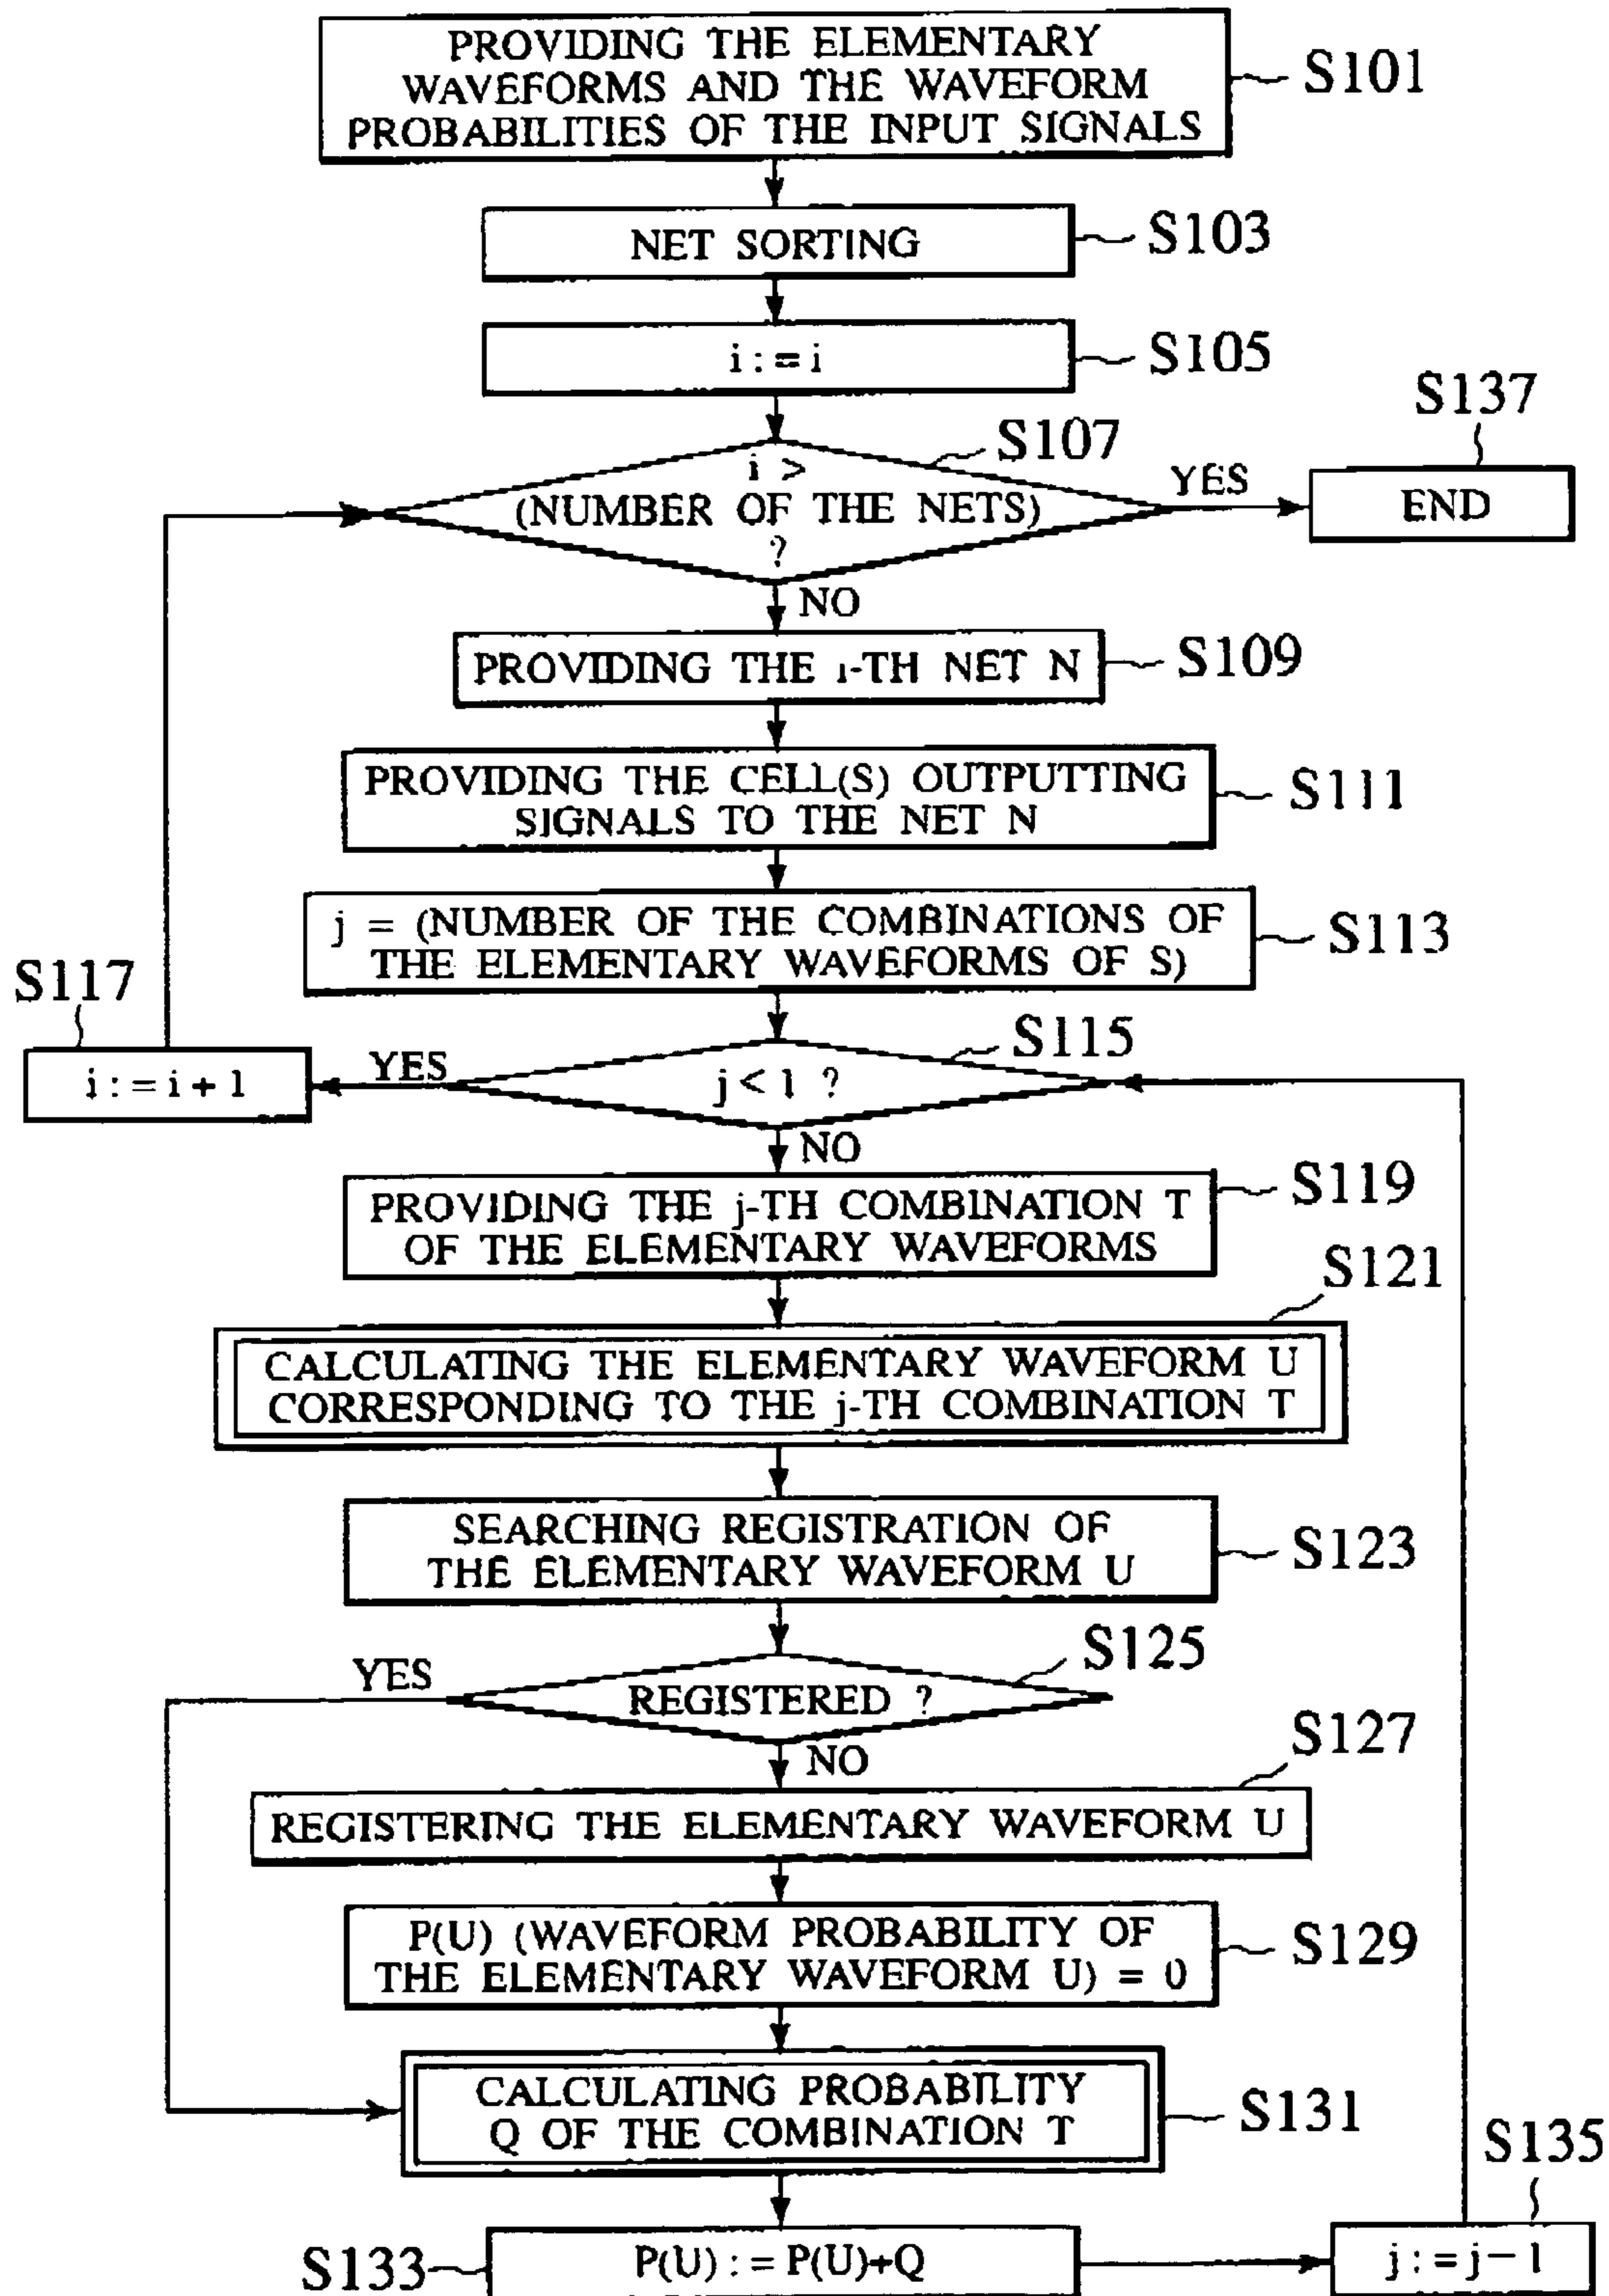 PROVIDING THE ELEMENTARY
WAVEFORMS AND THE WAVEFORM
PROBABILITIES OF THE INPUT SIGNALS
S101
NET SORTING
S103
i : = i
S105
S137
S107
i >
(NUMBER OF THE NETS)
?
YES
END
NO
PROVIDING THE i-TH NET N
S109
PROVIDING THE CELL(S) OUTPUTTING
SIGNALS TO THE NET N
S111
j = (NUMBER OF THE COMBINATIONS OF
THE ELEMENTARY WAVEFORMS OF S)
S113
S117
S115
i : = i + 1
YES
j < 1 ?
NO
PROVIDING THE j-TH COMBINATION T
OF THE ELEMENTARY WAVEFORMS
S119
S121
CALCULATING THE ELEMENTARY WAVEFORM U
CORRESPONDING TO THE j-TH COMBINATION T
SEARCHING REGISTRATION OF
THE ELEMENTARY WAVEFORM U
S123
S125
YES
REGISTERED ?
NO
S127
REGISTERING THE ELEMENTARY WAVEFORM U
P(U) (WAVEFORM PROBABILITY OF
THE ELEMENTARY WAVEFORM U) = 0
S129
CALCULATING PROBABILITY
Q OF THE COMBINATION T
S131
S135
S133
P(U) : = P(U)+Q
j : = j − 1